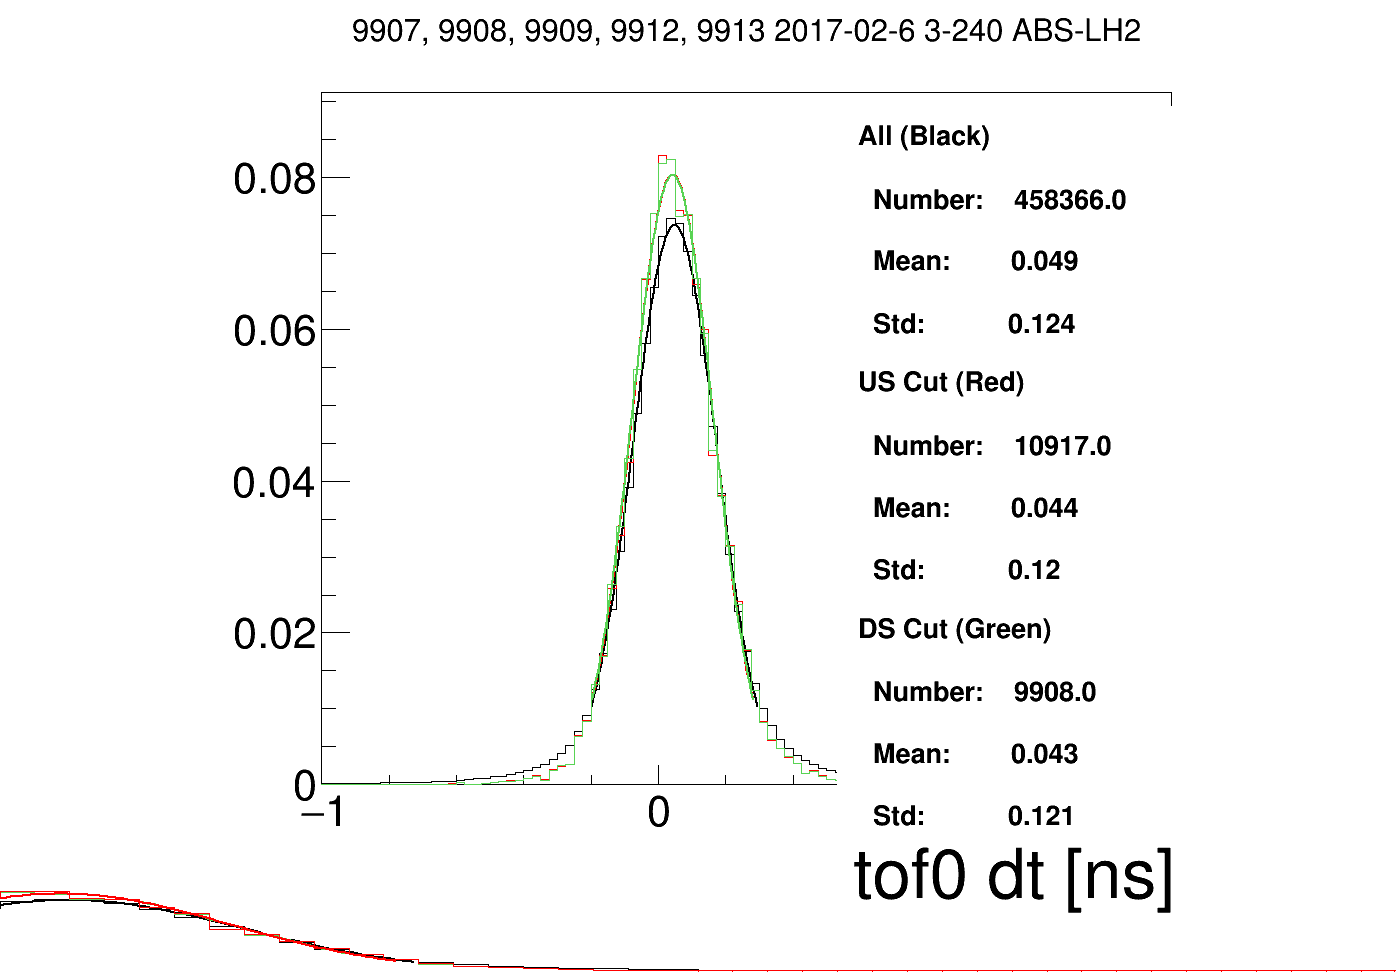 9907, 9908, 9909, 9912, 9913 2017-02-6 3-240 ABS-LH2
All (Black)
0.08
Number: 458366.0
Mean: 0.049
0.06
Std: 0.124
US Cut (Red)
Number: 10917.0
0.04
Mean: 0.044
Std: 0.12
0.02
DS Cut (Green)
Number: 9908.0
Mean: 0.043
0
−1
0
Std: 0.121
tof0 dt [ns]